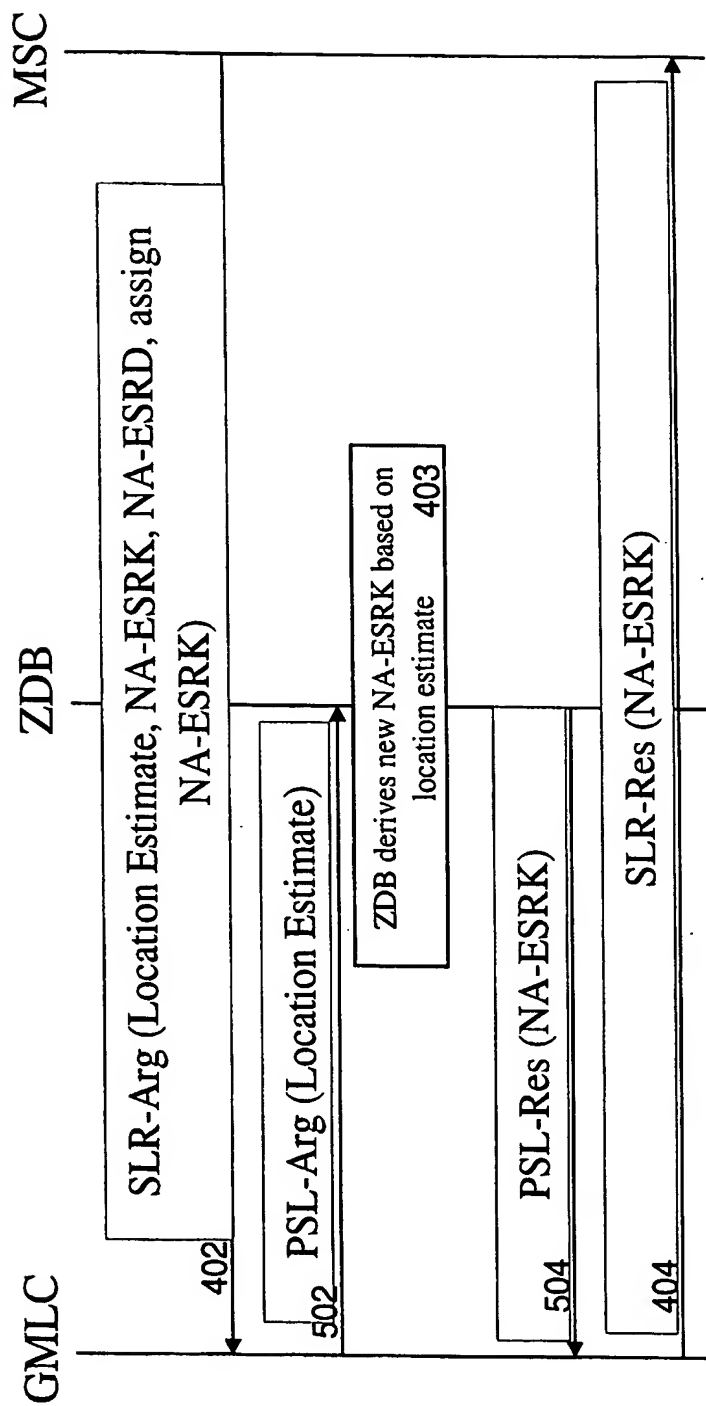 GMLC
ZDB
MSC
SLR-Arg (Location Estimate, NA-ESRK, NA-ESRD, assign
NA-ESRK)
402
PSL-Arg (Location Estimate)
502
ZDB derives new NA-ESRK based on
location estimate 403
PSL-Res (NA-ESRK)
504
SLR-Res (NA-ESRK)
404